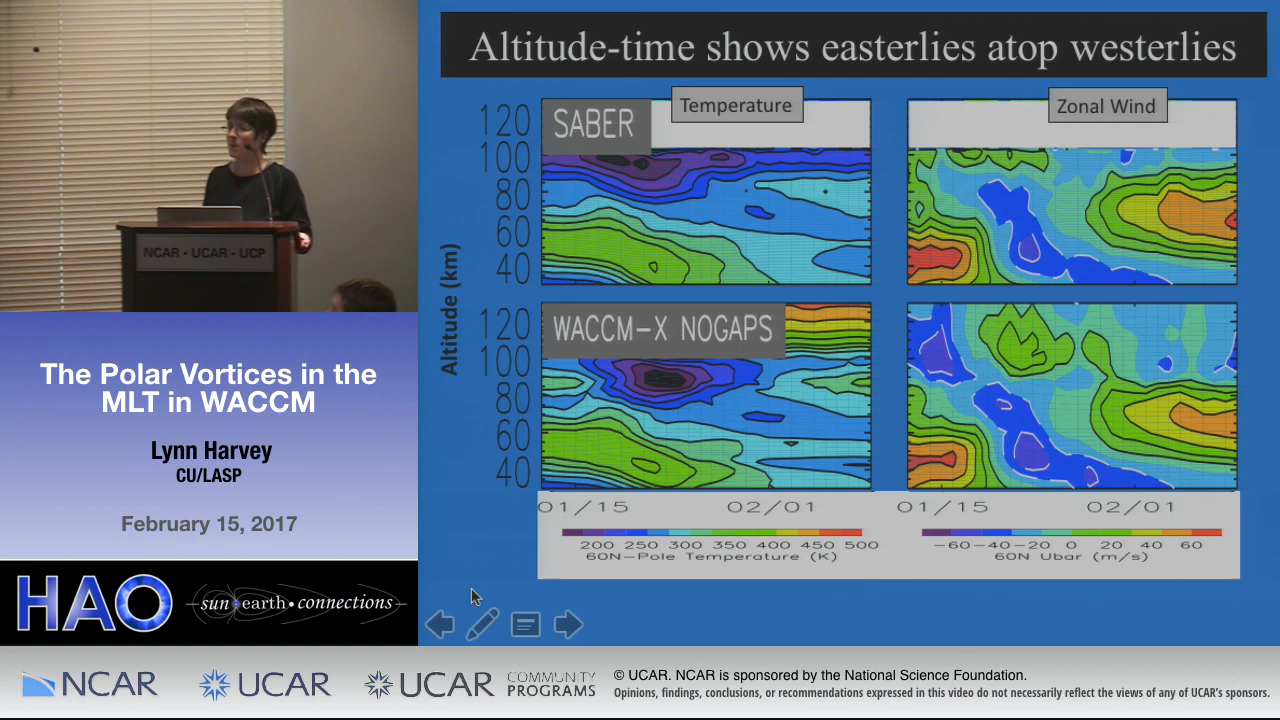 Altitude-time shows easterlies atop westerlies
Temperature
Zonal Wind
SABER
120
100
80
60
40
Altitude (km)
WACCM-X NOGAPS
120
100
80
60
40
01/15 02/01
01/15 02/01
200 250 300 350 400 450 500
60N-Pole Temperature (K)
-60 -40 -20 0 20 40 60
60N Ubar (m/s)
NCAR • UCAR • UCP
The Polar Vortices in the
MLT in WACCM
Lynn Harvey
CU/LASP
February 15, 2017
HAO
sun earth • connections
NCAR
UCAR
UCAR
COMMUNITY
PROGRAMS
© UCAR. NCAR is sponsored by the National Science Foundation.
Opinions, findings, conclusions, or recommendations expressed in this video do not necessarily reflect the views of any of UCAR's sponsors.